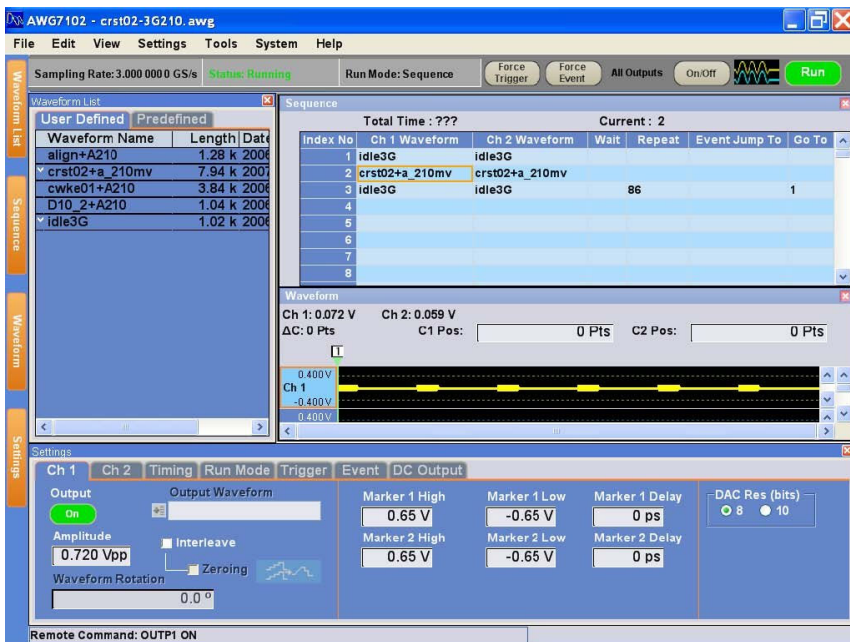 AWG7102 - crst02-3G210.awg
File Edit View Settings Tools System Help
Sampling Rate: 3.000 000 0 GS/s Status: Running Run Mode: Sequence Force Trigger Force Event All Outputs On/Off Run
Waveform List
Sequence
Waveform
Settings
Waveform List
User Defined Predefined
Waveform Name Length Date
align+A210 1.28 k 2006
crst02+a_210mv 7.94 k 2007
cwke01+A210 3.84 k 2006
D10_2+A210 1.04 k 2006
idle3G 1.02 k 2006
Sequence
Total Time : ??? Current : 2
Index No Ch 1 Waveform Ch 2 Waveform Wait Repeat Event Jump To Go To
1 idle3G idle3G
2 crst02+a_210mv crst02+a_210mv
3 idle3G idle3G 86 1
4
5
6
7
8
Waveform
Ch 1: 0.072 V Ch 2: 0.059 V
ΔC: 0 Pts C1 Pos: 0 Pts C2 Pos: 0 Pts
1
0.400V
Ch 1
-0.400V
0.400V
Settings
Ch 1 Ch 2 Timing Run Mode Trigger Event DC Output
Output Output Waveform Marker 1 High Marker 1 Low Marker 1 Delay DAC Res (bits)
On 0.65 V -0.65 V 0 ps 8 10
Amplitude Interleave Marker 2 High Marker 2 Low Marker 2 Delay
0.720 Vpp 0.65 V -0.65 V 0 ps
Zeroing
Waveform Rotation
0.0 °
Remote Command: OUTP1 ON